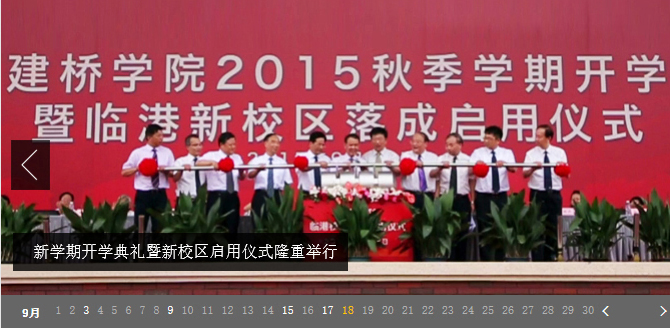 建桥学院2015秋季学期开学
暨临港新校区落成启用仪式
新学期开学典礼暨新校区启用仪式隆重举行
9月 1 2 3 4 5 6 7 8 9 10 11 12 13 14 15 16 17 18 19 20 21 22 23 24 25 26 27 28 29 30